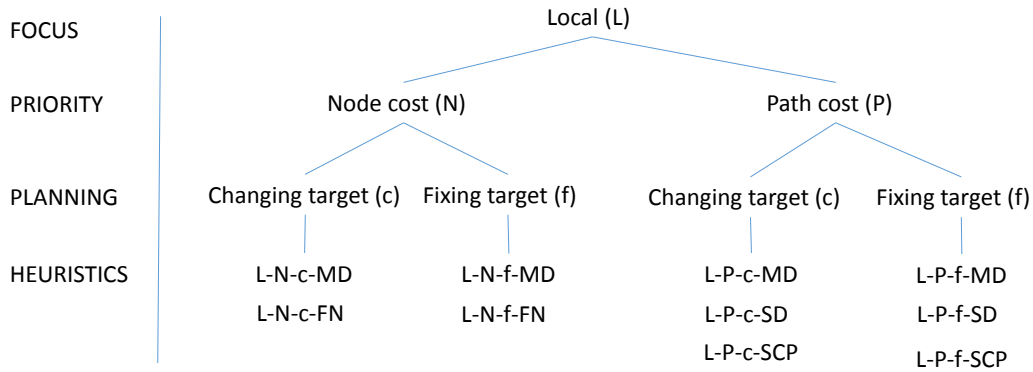 FOCUS Local (L)
PRIORITY Node cost (N) Path cost (P)
PLANNING Changing target (c) Fixing target (f) Changing target (c) Fixing target (f)
HEURISTICS L-N-c-MD L-N-f-MD L-P-c-MD L-P-f-MD
L-N-c-FN L-N-f-FN L-P-c-SD L-P-f-SD
L-P-c-SCP L-P-f-SCP